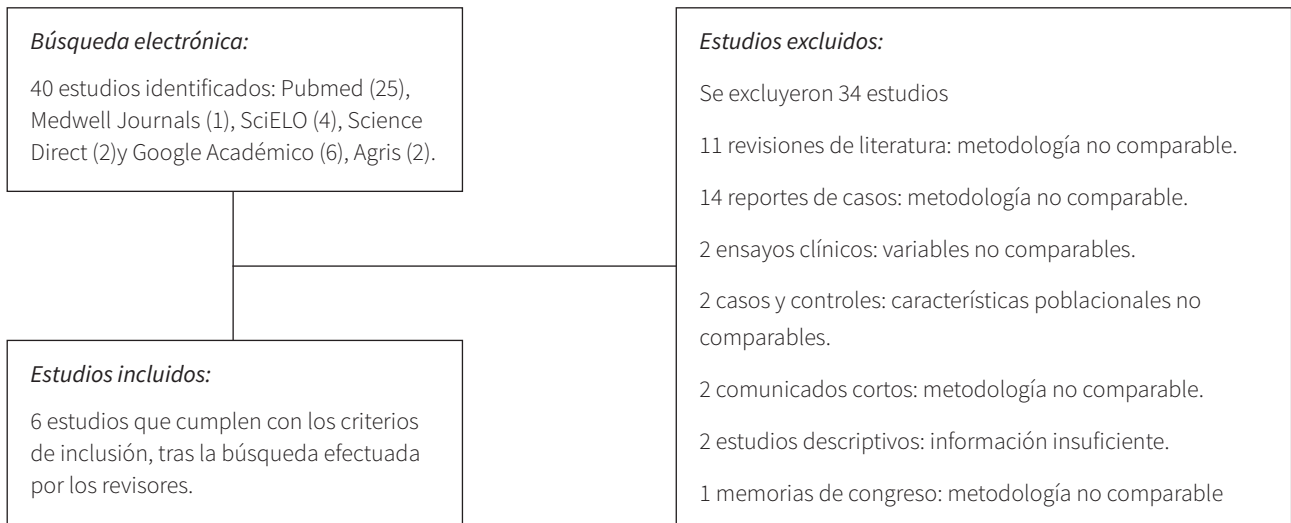 Búsqueda electrónica:
40 estudios identificados: Pubmed (25),
Medwell Journals (1), SciELO (4), Science
Direct (2)y Google Académico (6), Agris (2).
Estudios incluidos:
6 estudios que cumplen con los criterios
de inclusión, tras la búsqueda efectuada
por los revisores.
Estudios excluidos:
Se excluyeron 34 estudios
11 revisiones de literatura: metodología no comparable.
14 reportes de casos: metodología no comparable.
2 ensayos clínicos: variables no comparables.
2 casos y controles: características poblacionales no
comparables.
2 comunicados cortos: metodología no comparable.
2 estudios descriptivos: información insuficiente.
1 memorias de congreso: metodología no comparable